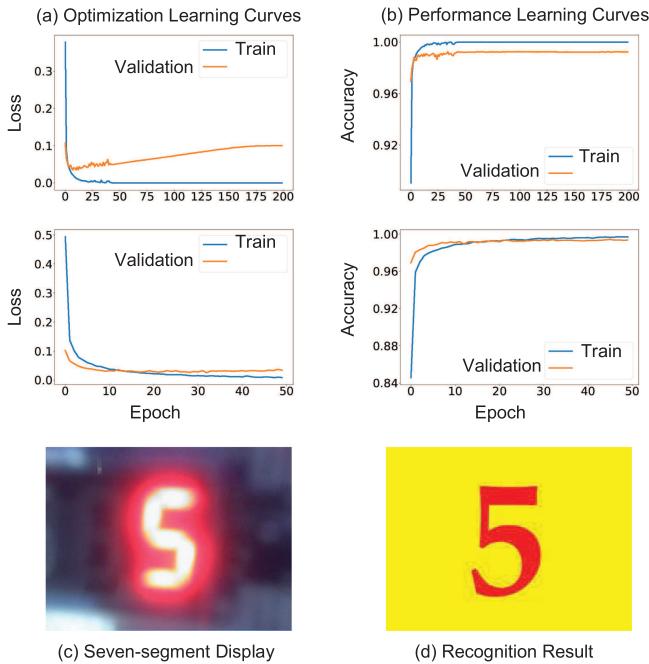 (a) Optimization Learning Curves
(b) Performance Learning Curves
Loss
0.3
0.2
0.1
0.0
Train
Validation
0 25 50 75 100 125 150 175 200
Accuracy
1.00
0.96
0.92
Train
Validation
0 25 50 75 100 125 150 175 200
Loss
0.5
0.4
0.3
0.2
0.1
0.0
Train
Validation
0 10 20 30 40 50
Epoch
Accuracy
1.00
0.96
0.92
0.88
0.84
Train
Validation
0 10 20 30 40 50
Epoch
5
5
(c) Seven-segment Display
(d) Recognition Result